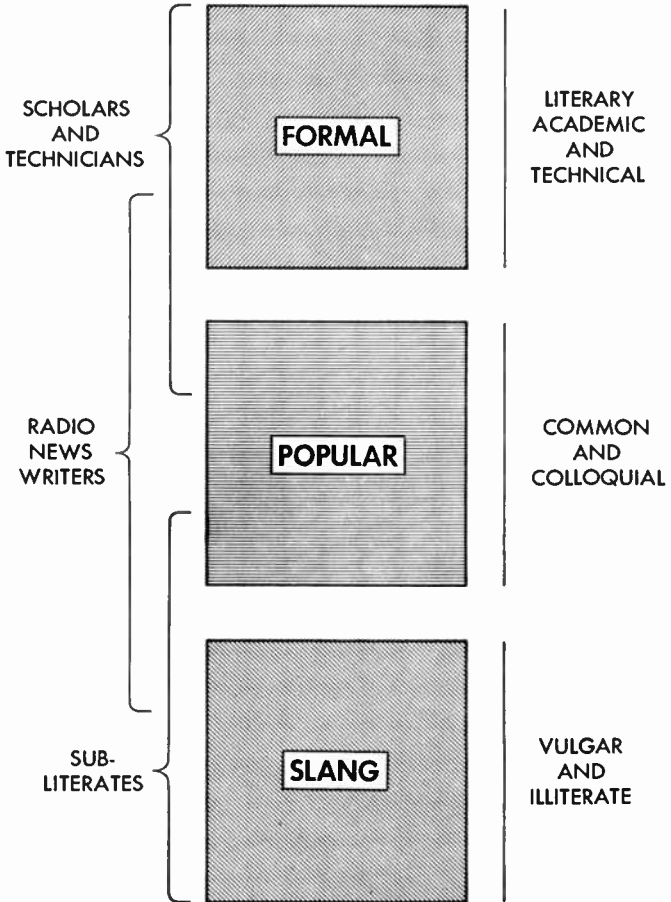 SCHOLARS
AND
TECHNICIANS
FORMAL
LITERARY
ACADEMIC
AND
TECHNICAL
RADIO
NEWS
WRITERS
POPULAR
COMMON
AND
COLLOQUIAL
SUB-
LITERATES
SLANG
VULGAR
AND
ILLITERATE